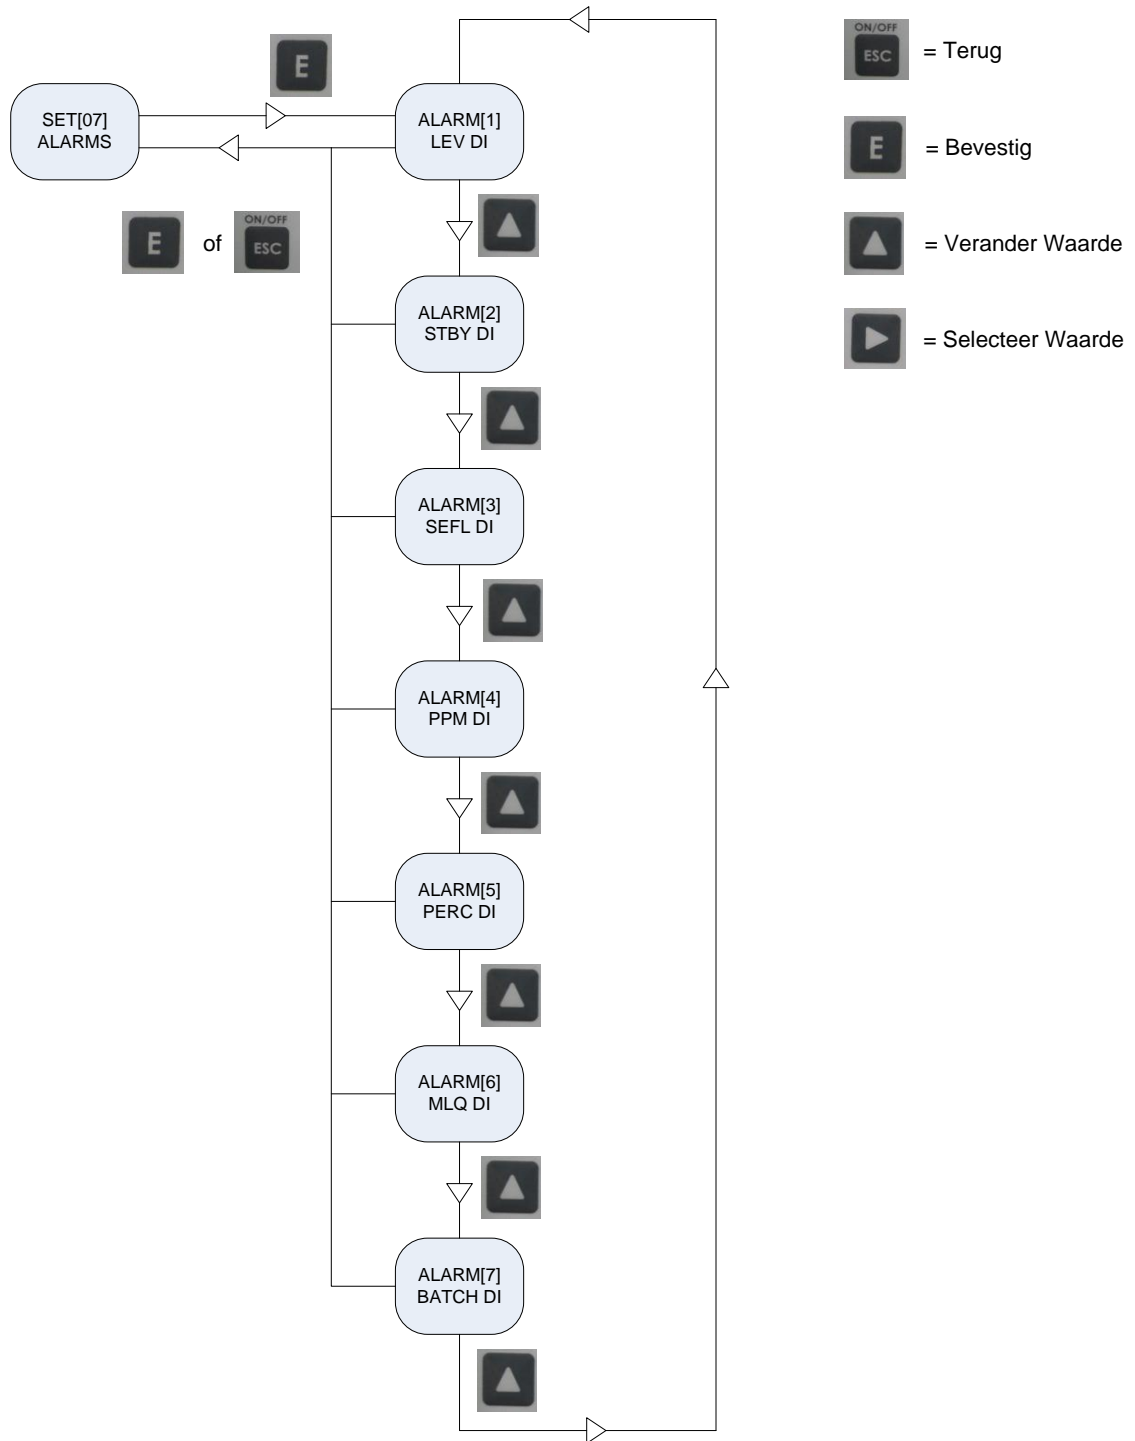 ON/OFF
ESC
= Terug
E
SET[07]
ALARMS
ALARM[1]
LEV DI
E
= Bevestig
E
of
ON/OFF
ESC
= Verander Waarde
ALARM[2]
STBY DI
= Selecteer Waarde
ALARM[3]
SEFL DI
ALARM[4]
PPM DI
ALARM[5]
PERC DI
ALARM[6]
MLQ DI
ALARM[7]
BATCH DI